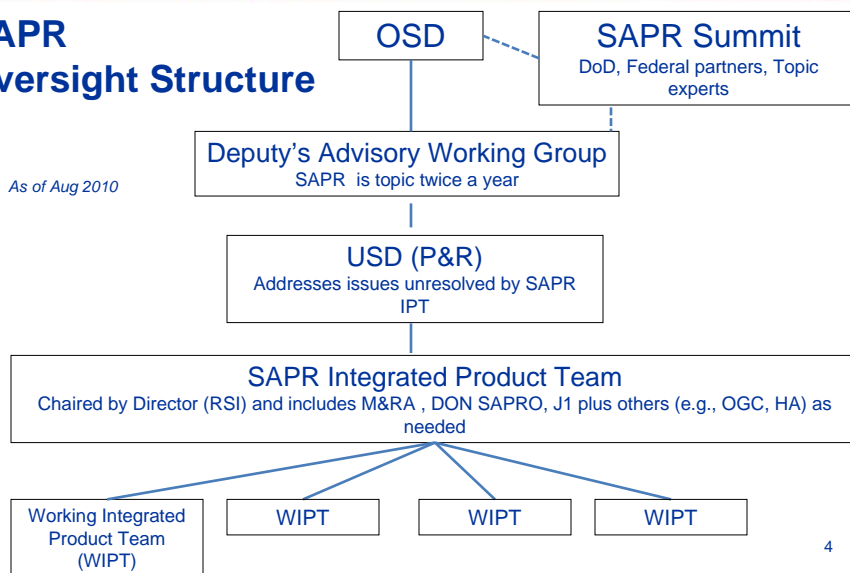 APR
versight Structure
As of Aug 2010
OSD
SAPR Summit
DoD, Federal partners, Topic
experts
Deputy's Advisory Working Group
SAPR is topic twice a year
USD (P&R)
Addresses issues unresolved by SAPR
IPT
SAPR Integrated Product Team
Chaired by Director (RSI) and includes M&RA , DON SAPRO, J1 plus others (e.g., OGC, HA) as
needed
Working Integrated
Product Team
(WIPT)
WIPT
WIPT
WIPT
4